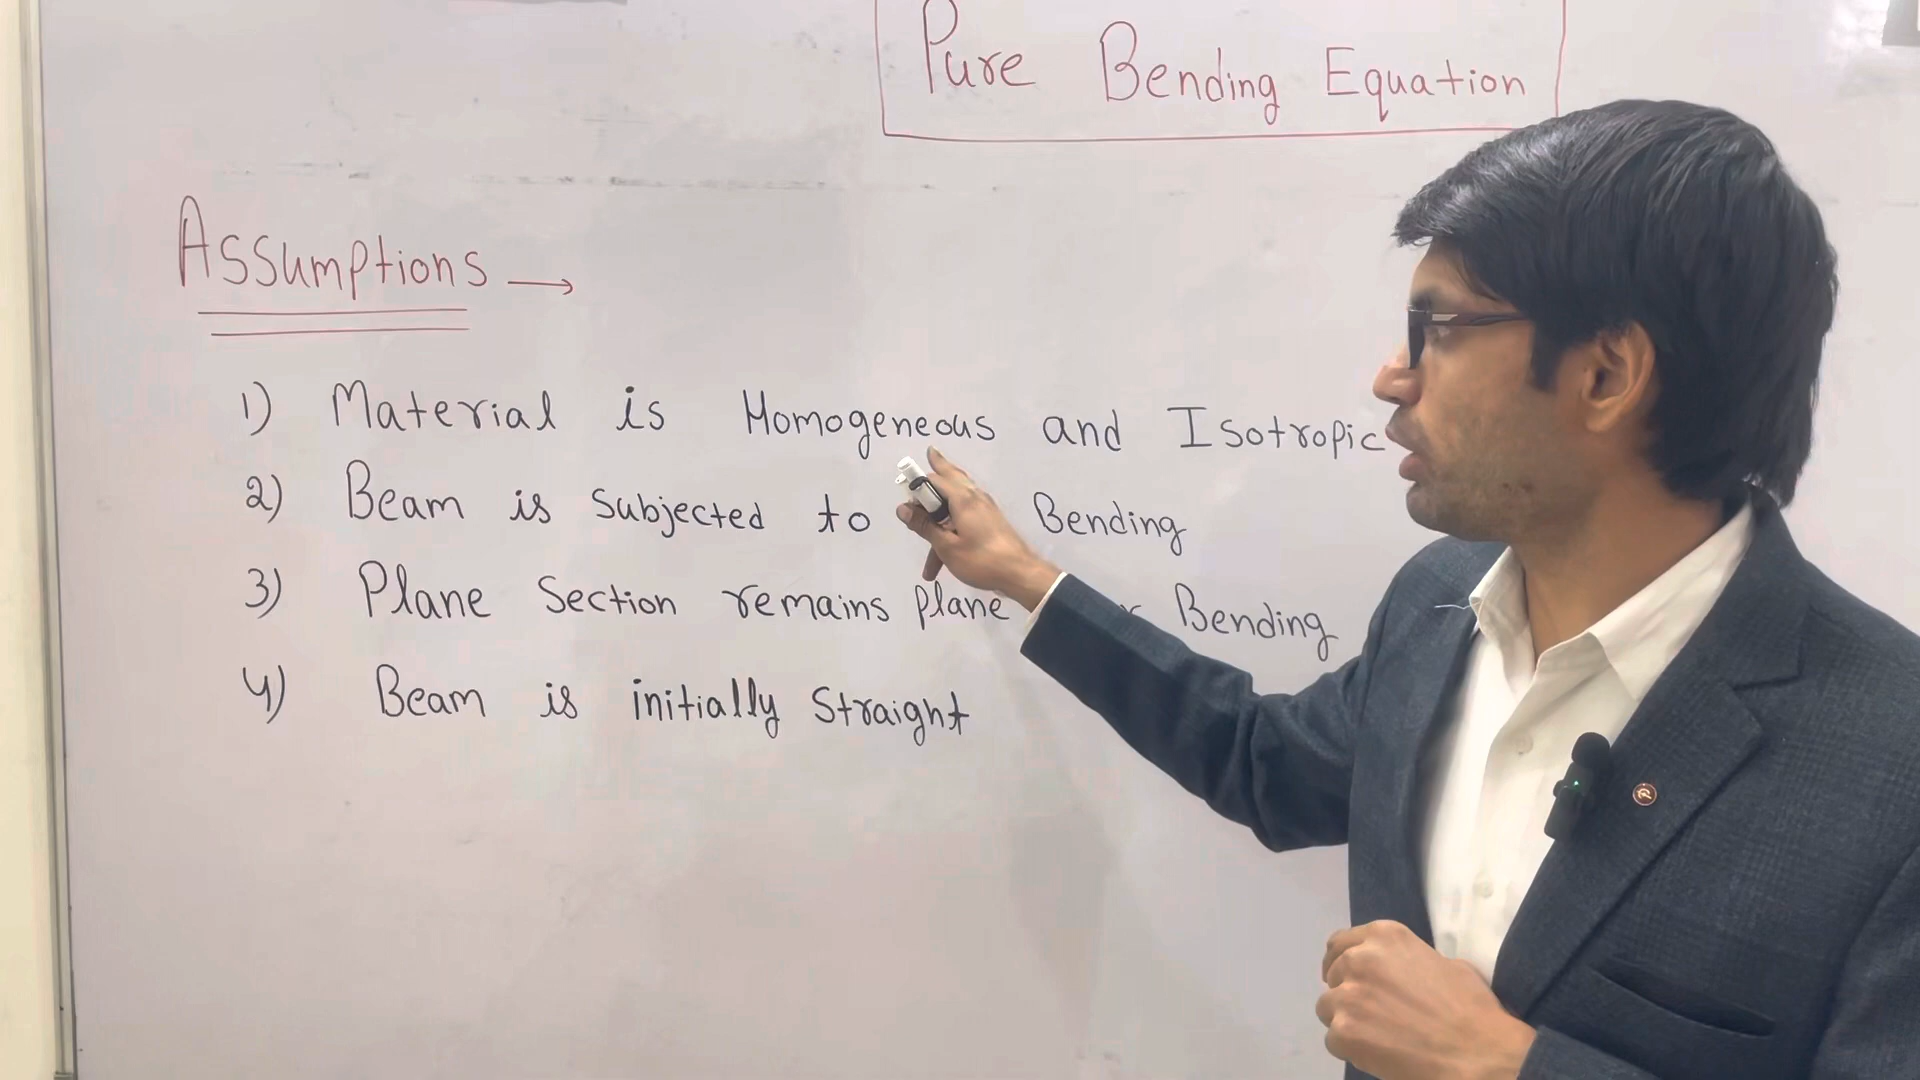 Pure Bending Equation
Assumptions →
1) Material is Homogeneous and Isotropic
2) Beam is Subjected to Bending
3) Plane Section remains plane Bending
4) Beam is initially Straight